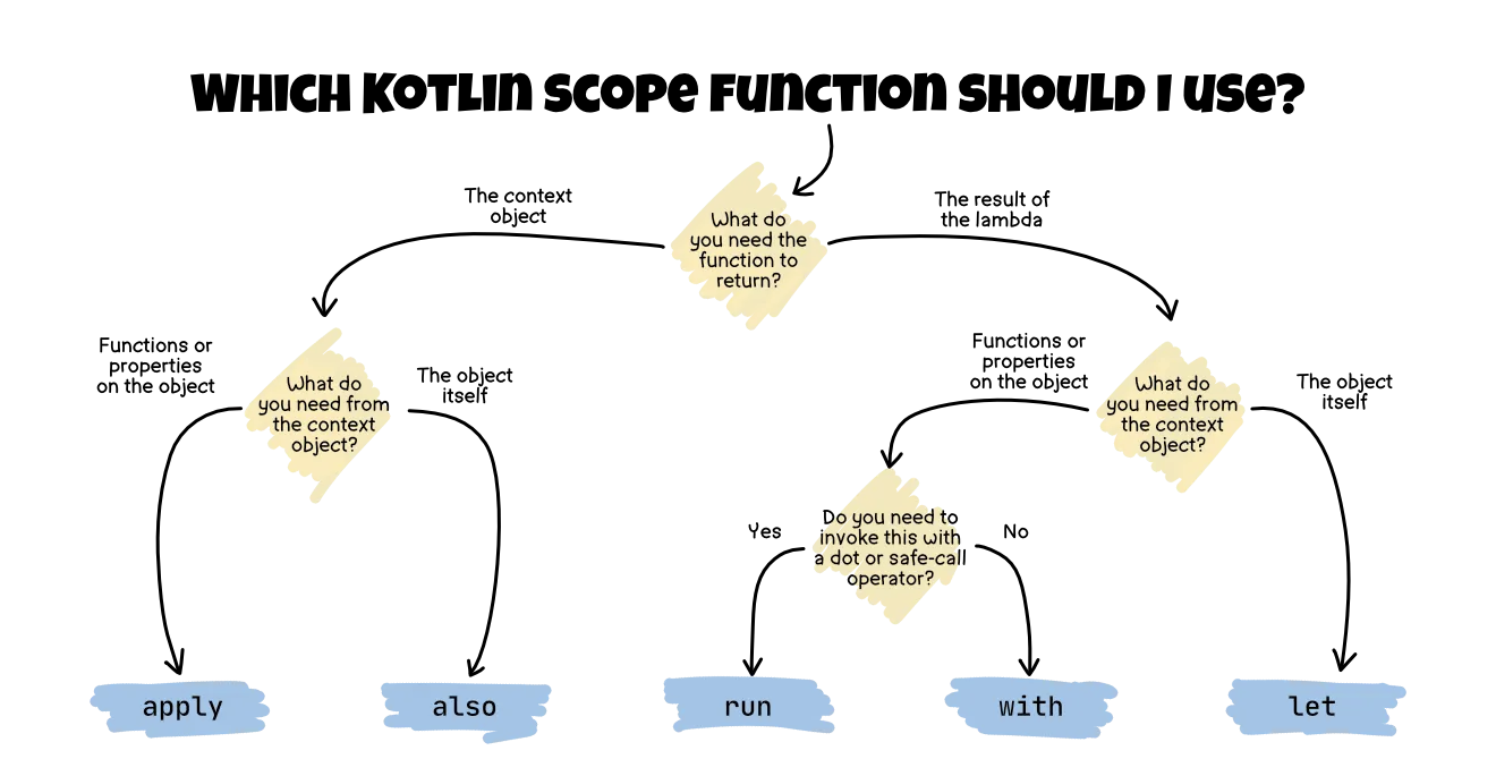 WHICH KOTLIN SCOPE FUNCTION SHOULD I USE?
The context
object
What do
you need the
function to
return?
The result of
the lambda
Functions or
properties
on the object
What do
you need from
the context
object?
The object
itself
Functions or
properties
on the object
What do
you need from
the context
object?
The object
itself
Yes
Do you need to
invoke this with
a dot or safe-call
operator?
No
apply
also
run
with
let